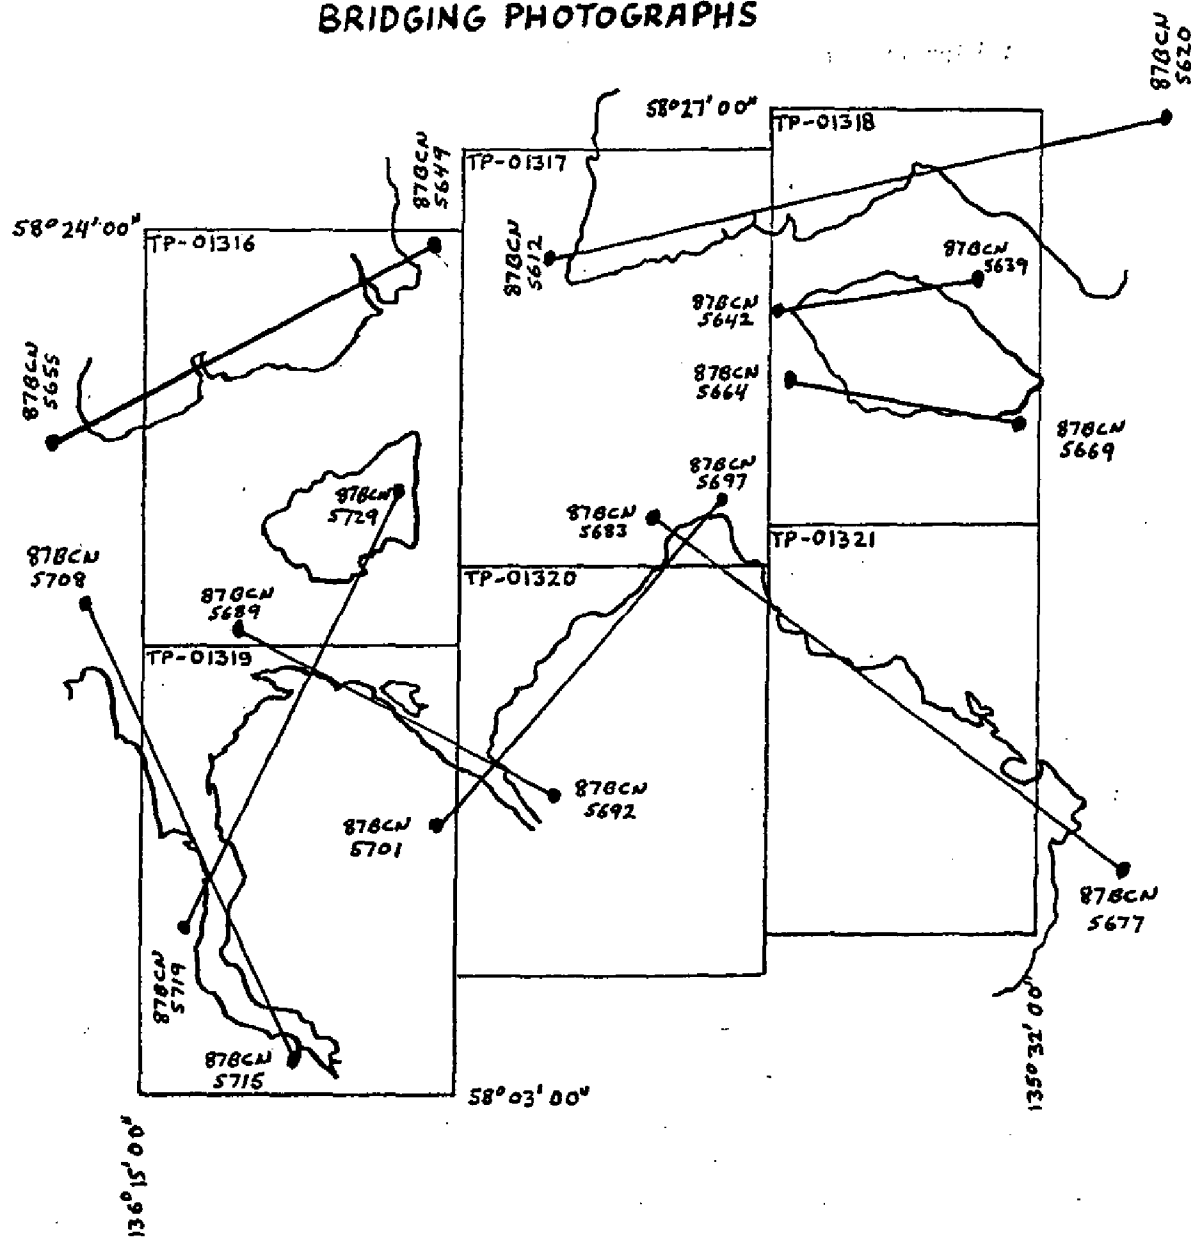 BRIDGING PHOTOGRAPHS
87BCN
5620
58°27'00"
TP-01318
TP-01317
87BCN
5649
58°24'00"
TP-01316
87BCN
5612
87BCN
5639
87BCN
5642
87BCN
5655
87BCN
5664
87BCN
5669
87BCN
5697
87BCN
5729
87BCN
5683
TP-01321
87BCN
5708
TP-01320
87BCN
5689
TP-01319
87BCN
5692
87BCN
5701
87BCN
5677
87BCN
5719
87BCN
5715
58°03'00"
135°32'00"
136°15'00"